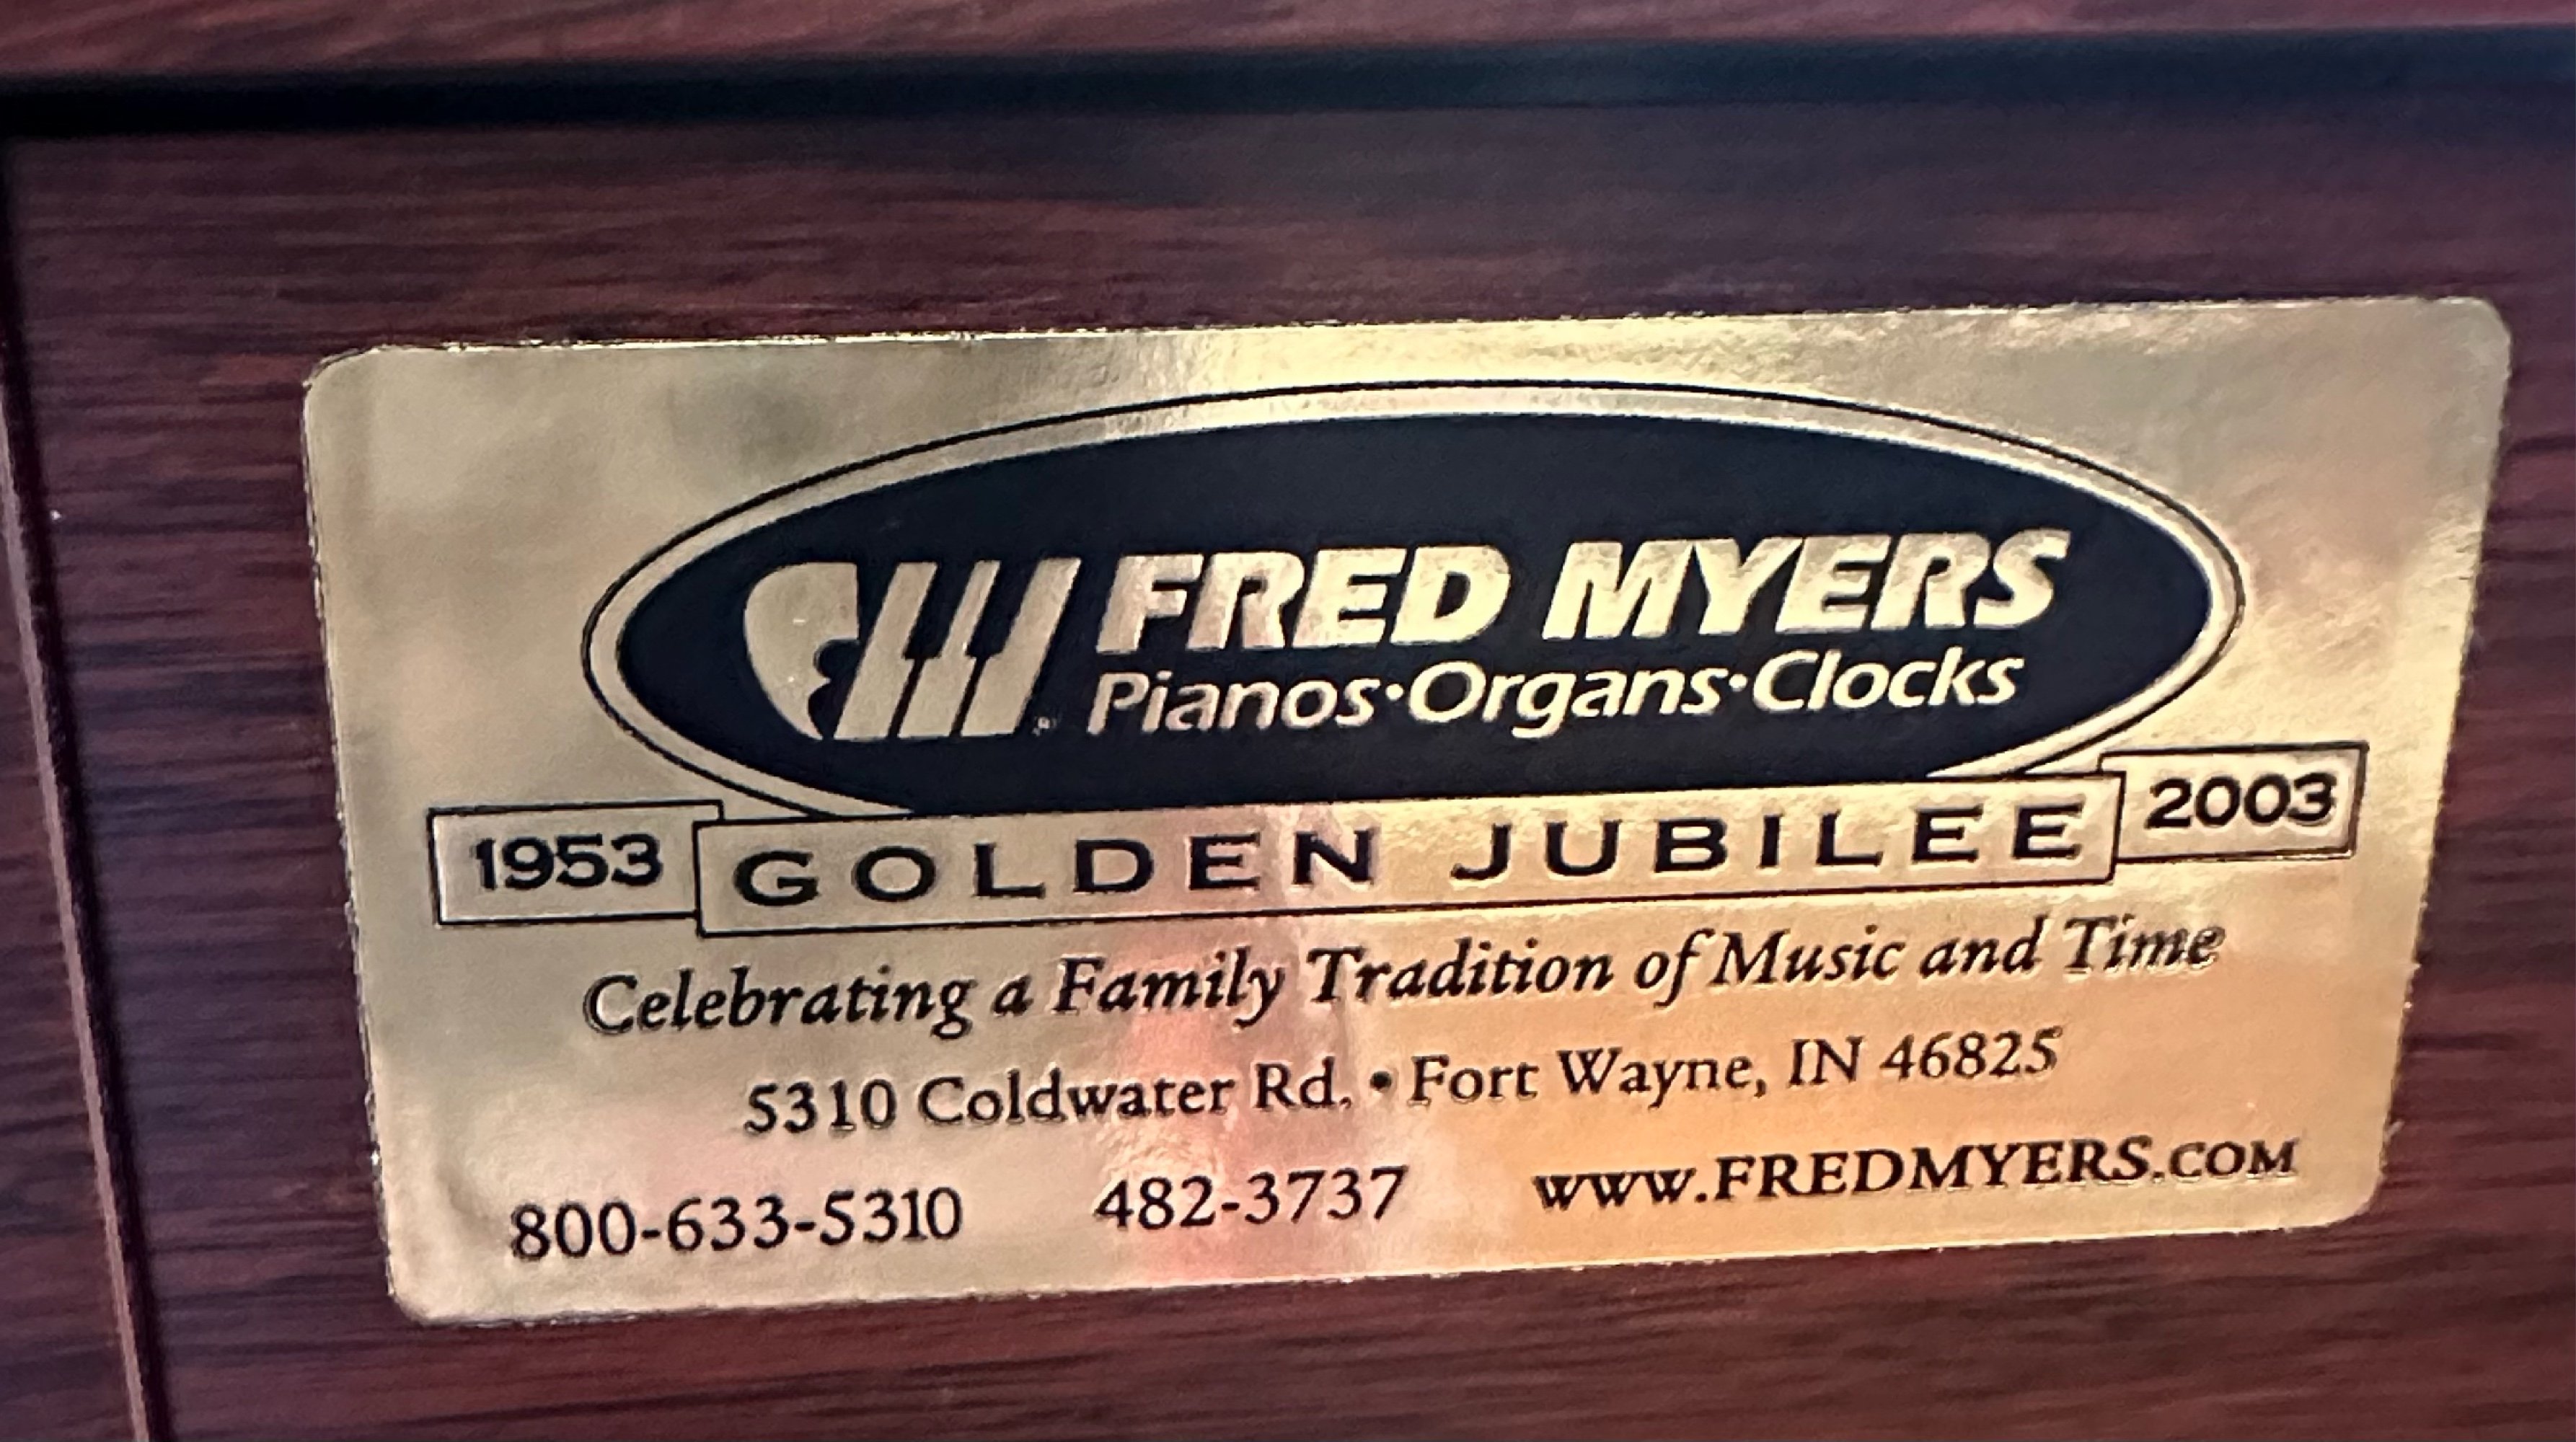 FRED MYERS
Pianos·Organs·Clocks
1953 GOLDEN JUBILEE 2003
Celebrating a Family Tradition of Music and Time
5310 Coldwater Rd. • Fort Wayne, IN 46825
800-633-5310 482-3737 www.FREDMYERS.COM